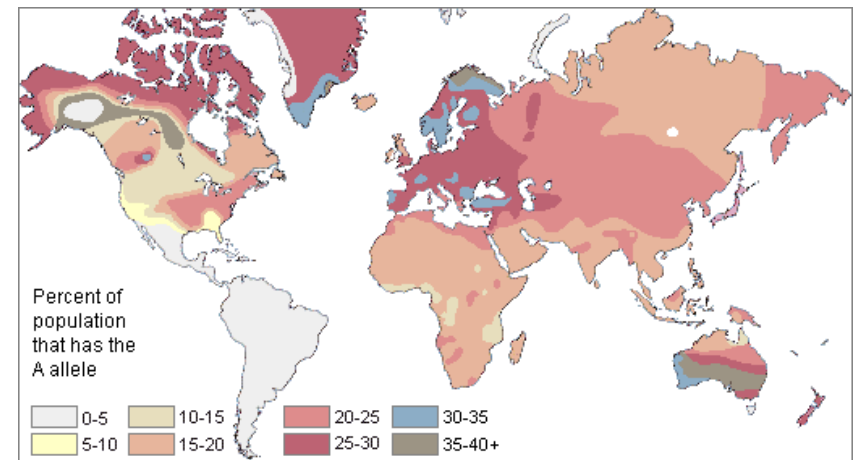 Percent of
population
that has the
A allele
0-5 10-15 20-25 30-35
5-10 15-20 25-30 35-40+